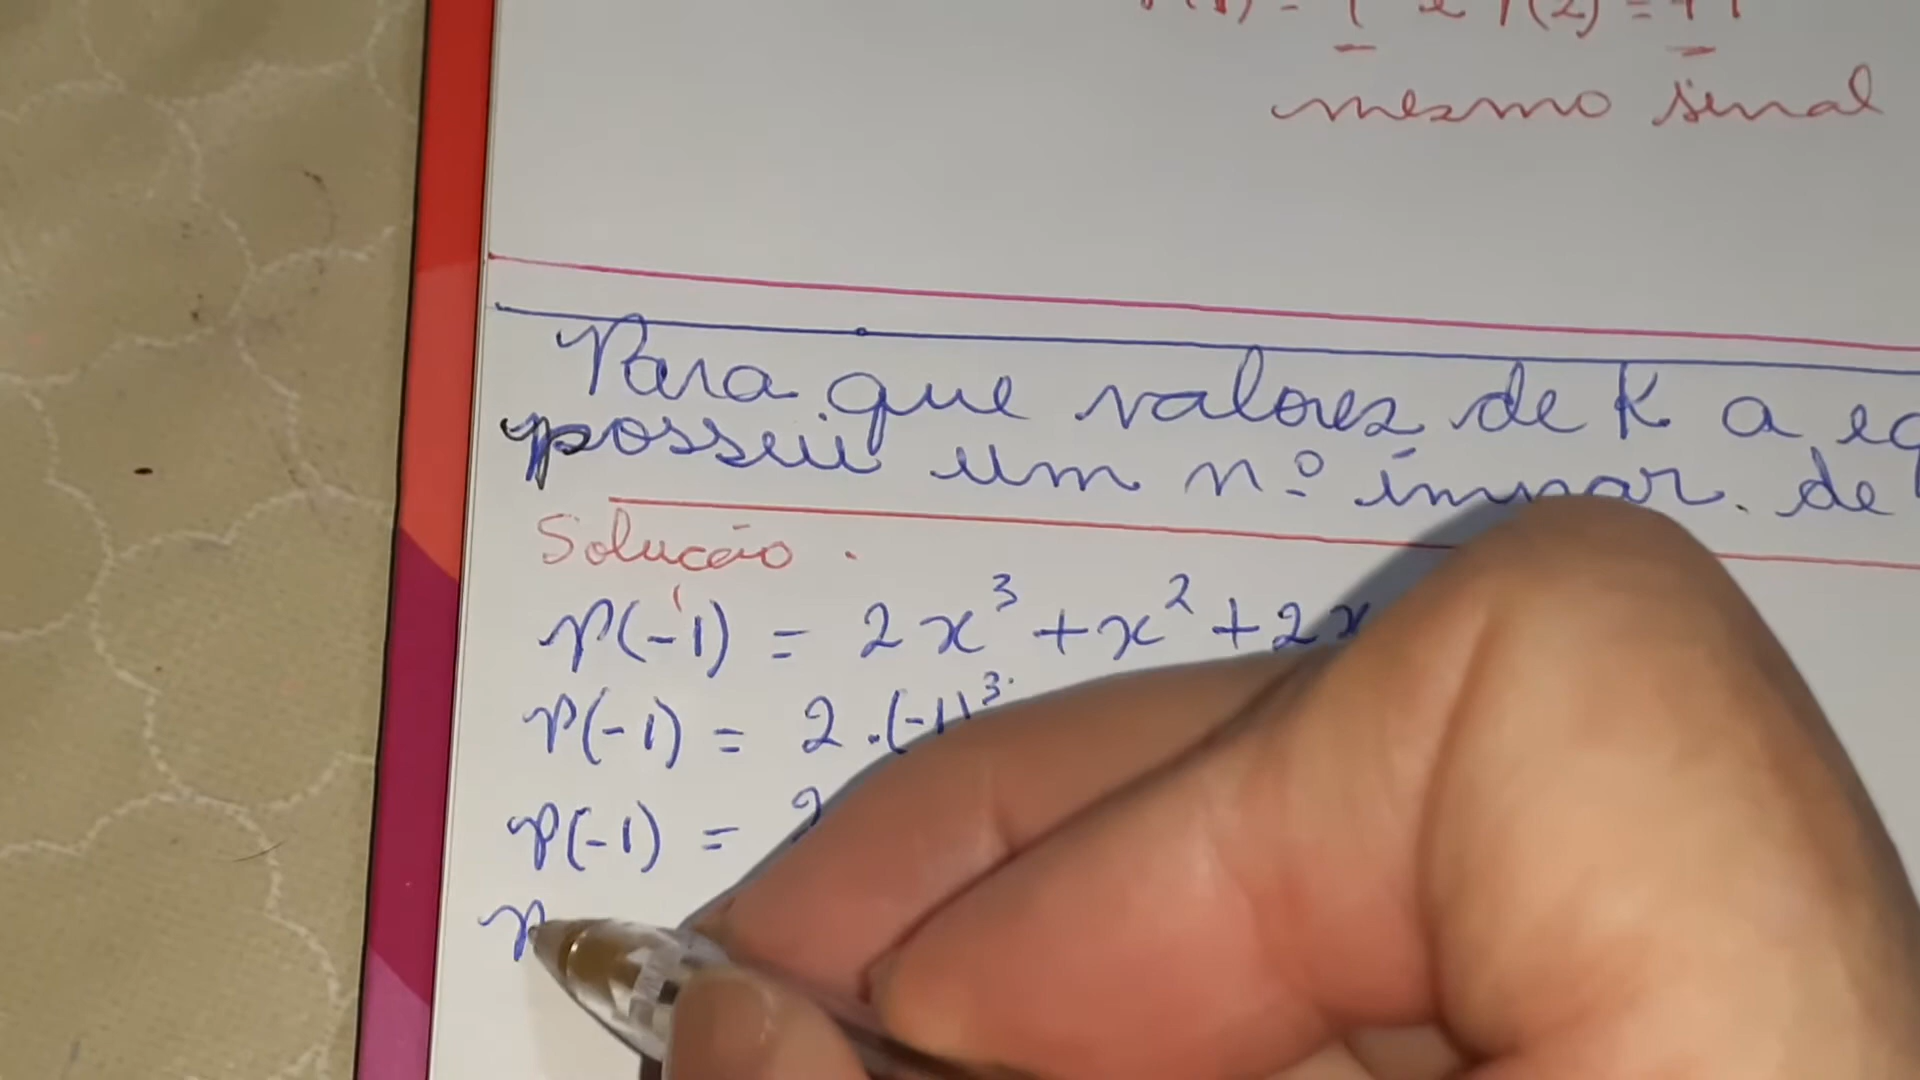 mesmo sinal
Para que valores de K a eq
possui um nº ímpar de
Solução
P(-1) = 2x³ + x² + 2x
P(-1) = 2.(-1)³
P(-1) = 2
P